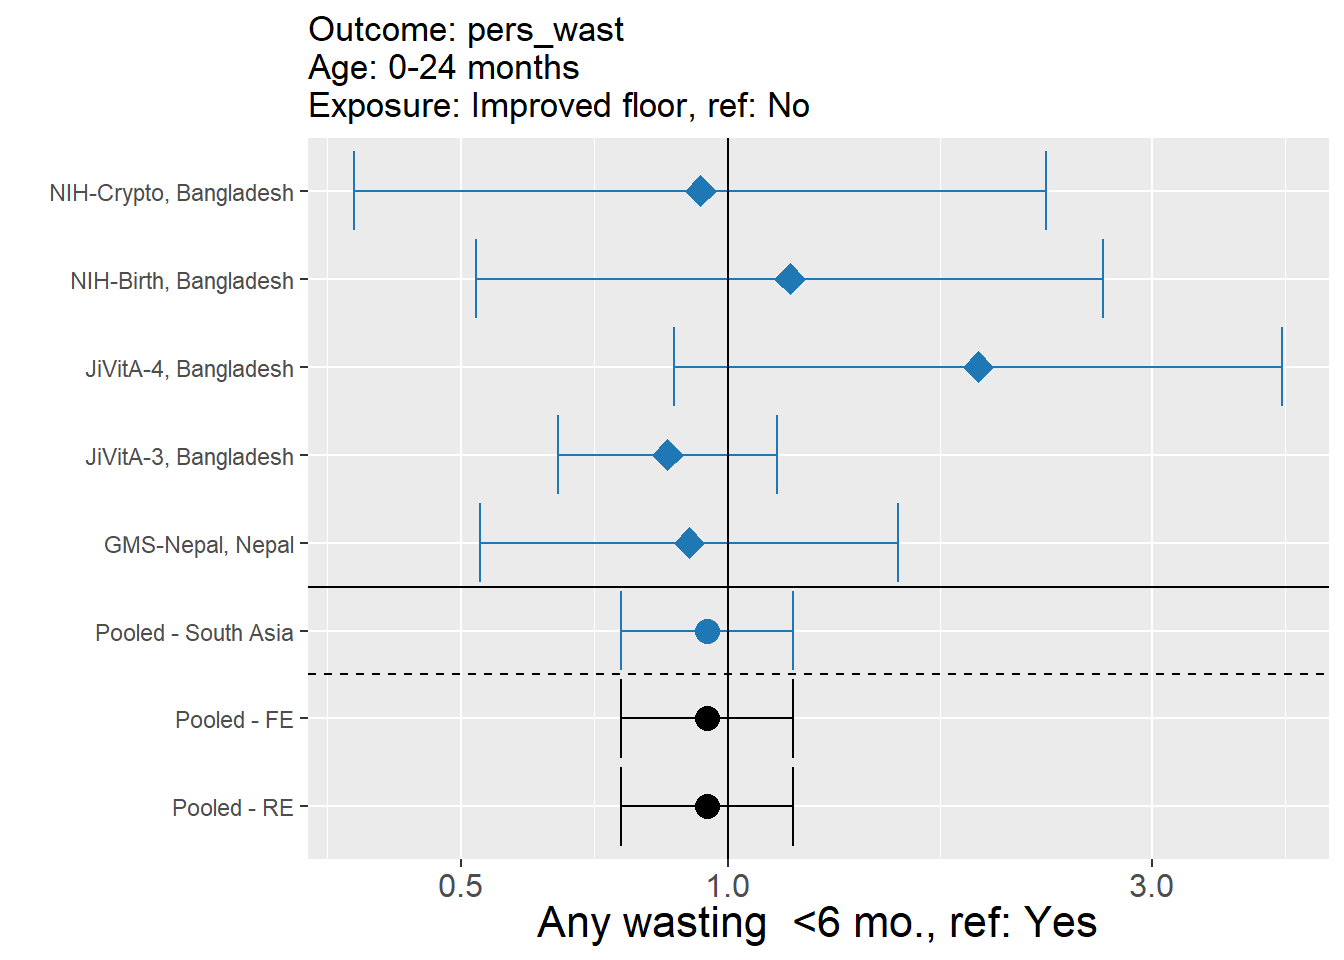 Outcome: pers_wast
Age: 0-24 months
Exposure: Improved floor, ref: No
NIH-Crypto, Bangladesh
NIH-Birth, Bangladesh
JiVitA-4, Bangladesh
JiVitA-3, Bangladesh
GMS-Nepal, Nepal
Pooled - South Asia
Pooled - FE
Pooled - RE
0.5 1.0 3.0
Any wasting  <6 mo., ref: Yes